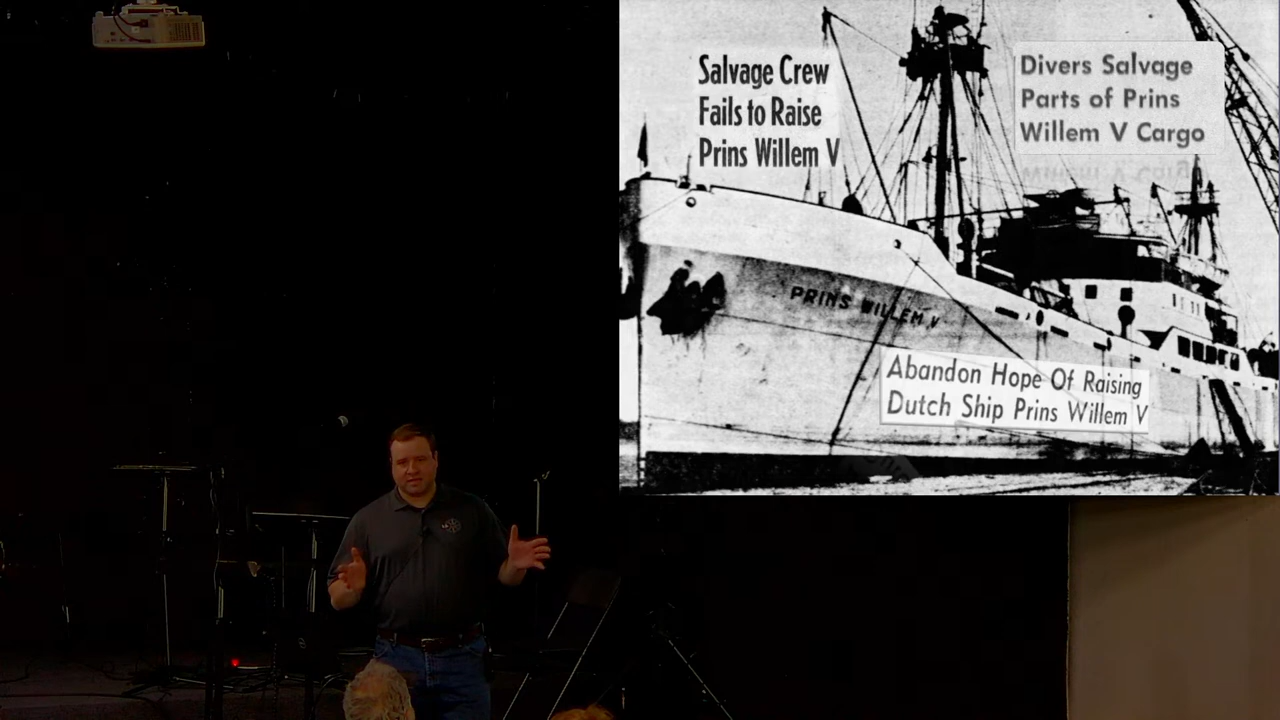 Salvage Crew
Fails to Raise
Prins Willem V
Divers Salvage
Parts of Prins
Willem V Cargo
PRINS WILLEM V
Abandon Hope Of Raising
Dutch Ship Prins Willem V